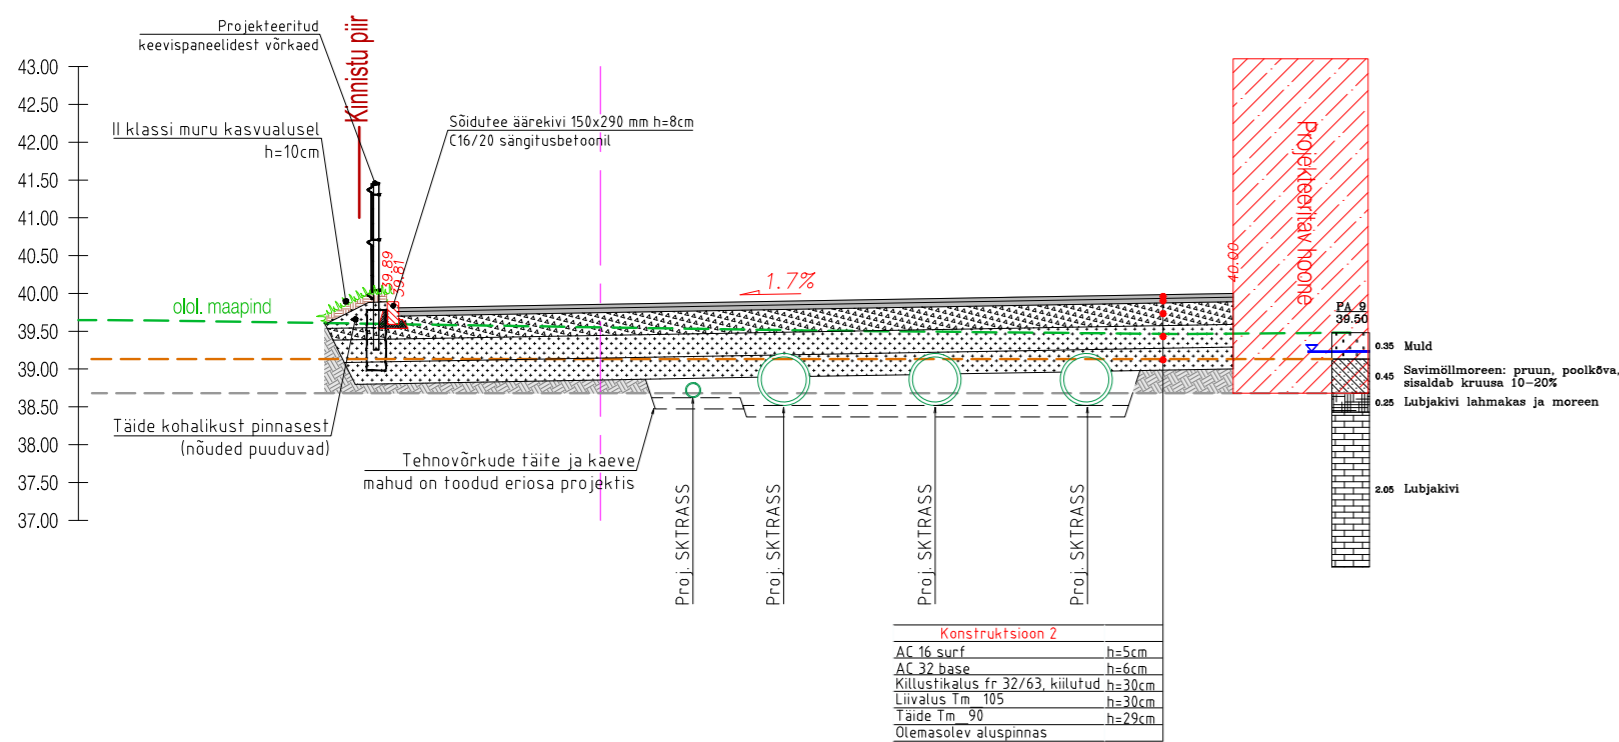 Projekteeritud
keevispaneelidest võrkaed
Kinnistu piir
43.00
42.50
42.00
41.50
41.00
40.50
40.00
39.50
39.00
38.50
38.00
37.50
37.00
II klassi muru kasvualusel
h=10cm
Sõidutee äärekivi 150x290 mm h=8cm
C16/20 sängitusbetoonil
39.89
39.81
olol. maapind
1.7%
40.00
Projekteeritav hoone
PA 9
39.50
0.35 Muld
0.45 Savimöllmoreen: pruun, poolkõva,
sisaldab kruusa 10-20%
0.25 Lubjakivi lahmakas ja moreen
2.05 Lubjakivi
Täide kohalikust pinnasest
(nõuded puuduvad)
Tehnovõrkude täite ja kaeve
mahud on toodud eriosa projektis
Proj. SKTRASS
Proj. SKTRASS
Proj. SKTRASS
Proj. SKTRASS
Konstruktsioon 2
AC 16 surf h=5cm
AC 32 base h=6cm
Killustikalus fr 32/63, kiilutud h=30cm
Liivalus Tm_105 h=30cm
Täide Tm_90 h=29cm
Olemasolev aluspinnas